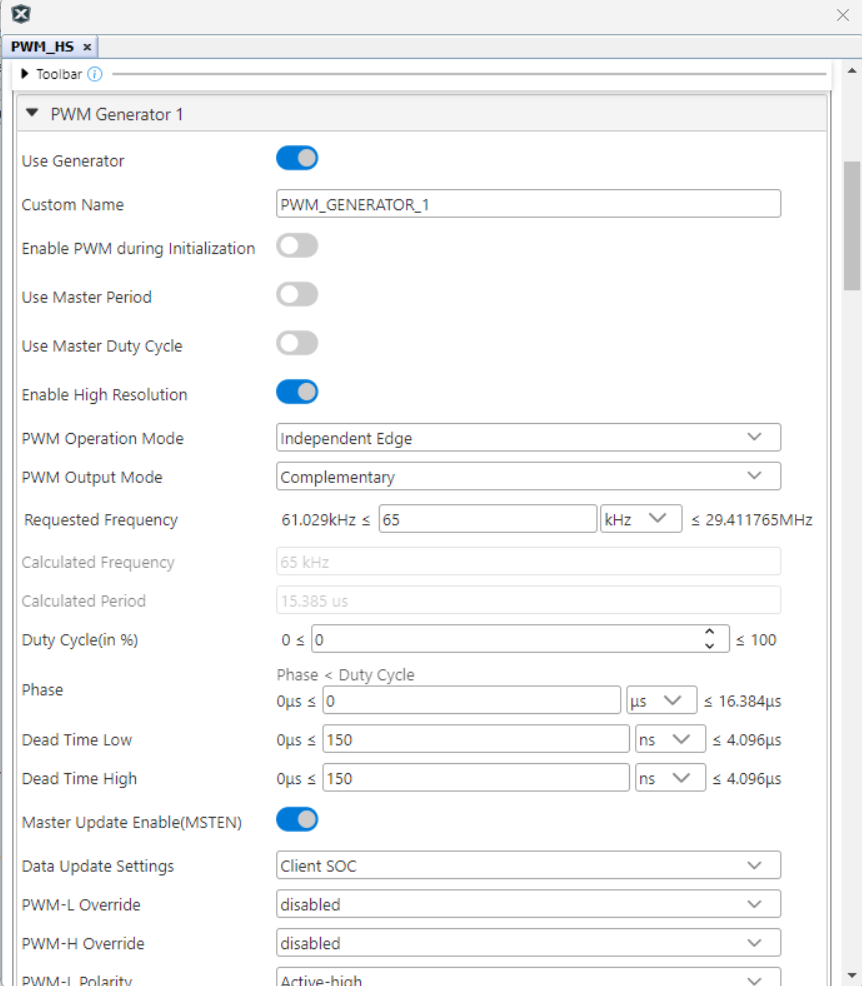 PWM_HS ×
Toolbar i
PWM Generator 1
Use Generator
Custom Name PWM_GENERATOR_1
Enable PWM during Initialization
Use Master Period
Use Master Duty Cycle
Enable High Resolution
PWM Operation Mode Independent Edge
PWM Output Mode Complementary
Requested Frequency 61.029kHz ≤ 65 kHz ≤ 29.411765MHz
Calculated Frequency 65 kHz
Calculated Period 15.385 us
Duty Cycle(in %) 0 ≤ 0 ≤ 100
Phase < Duty Cycle
Phase 0μs ≤ 0 μs ≤ 16.384μs
Dead Time Low 0μs ≤ 150 ns ≤ 4.096μs
Dead Time High 0μs ≤ 150 ns ≤ 4.096μs
Master Update Enable(MSTEN)
Data Update Settings Client SOC
PWM-L Override disabled
PWM-H Override disabled
PWM-L Polarity Active-high